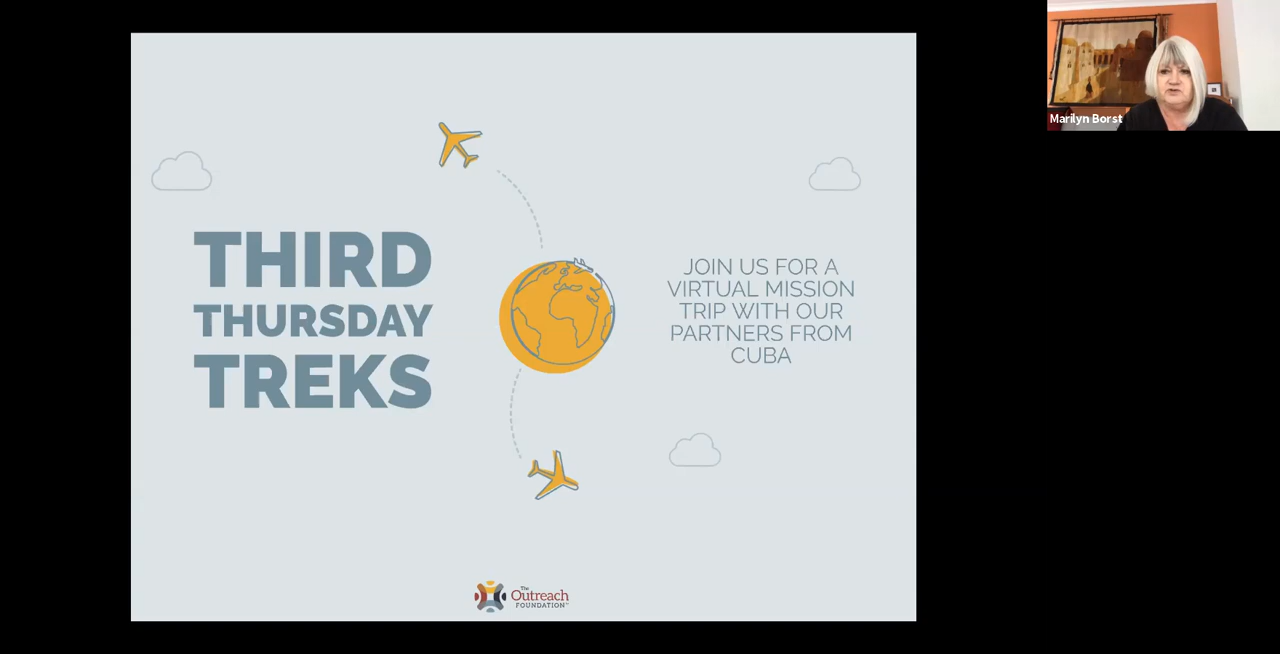 THIRD
THURSDAY
TREKS
JOIN US FOR A
VIRTUAL MISSION
TRIP WITH OUR
PARTNERS FROM
CUBA
The
Outreach
FOUNDATION
Marilyn Borst